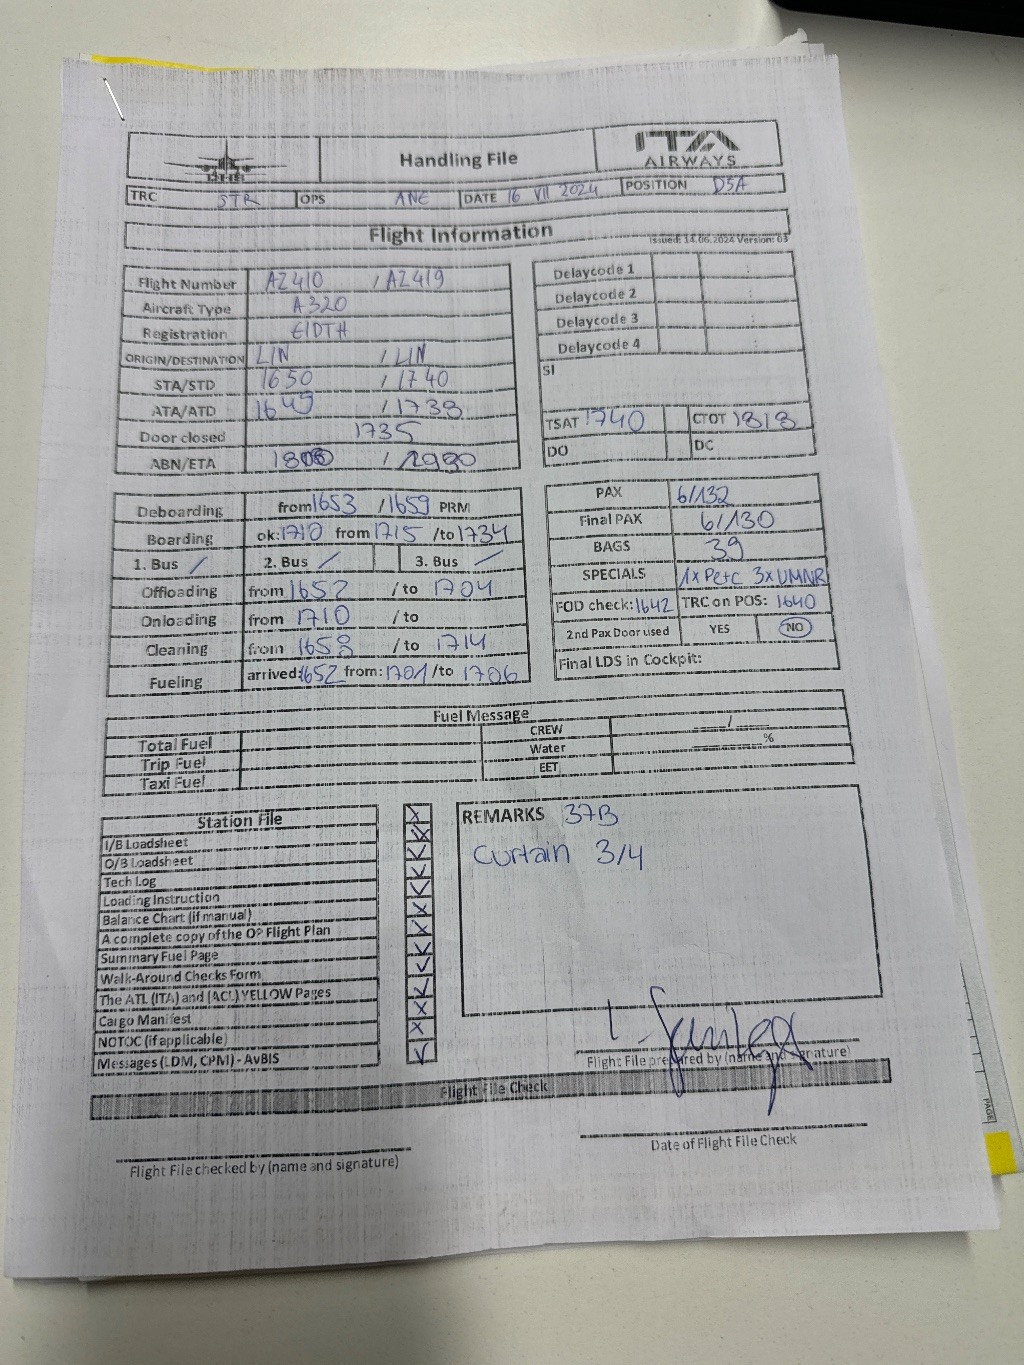 Handling File
ITA
AIRWAYS
TRC STR OPS ANE DATE 16 VII 2024 POSITION D5A
Flight Information
Issued: 14.06.2024 Version: 03
Flight Number AZ410 / AZ419
Aircraft Type A320
Registration EIDTH
ORIGIN/DESTINATION LIN / LIN
STA/STD 1650 / 1740
ATA/ATD 1649 / 1738
Door closed 1735
ABN/ETA
Delaycode 1 :
Delaycode 2 :
Delaycode 3 :
Delaycode 4 :
SI
TSAT 1740 CTOT 1818
DO DC
Deboarding from 1653 / 1659 PRM
Boarding ok: 1710 from 1715 /to 1734
1. Bus / 2. Bus / 3. Bus /
Offloading from 1652 / to 1704
Onloading from 1710 / to
Cleaning from 1658 / to 1714
Fueling arrived: 1652 from: 1701 /to 1706
PAX 6/132
Final PAX 6/130
BAGS 39
SPECIALS 1x PetC 3x UMNR
FOD check: 1642 TRC on POS: 1640
2nd Pax Door used YES NO
Final LDS in Cockpit:
Fuel Message
Total Fuel CREW /
Trip Fuel Water %
Taxi Fuel EET
Station File X
I/B Loadsheet
O/B Loadsheet
Tech Log
Loading Instruction
Balance Chart (if manual)
A complete copy of the OP Flight Plan
Summary Fuel Page
Walk-Around Checks Form
The ATL (ITA) and (ACL) YELLOW Pages
Cargo Manifest
NOTOC (if applicable)
Messages (LDM, CPM) - AvBIS
REMARKS 37B
Curtain 3/4
Flight File prepared by (name and signature)
Flight File Check
Flight File checked by (name and signature)
Date of Flight File Check
PAGE